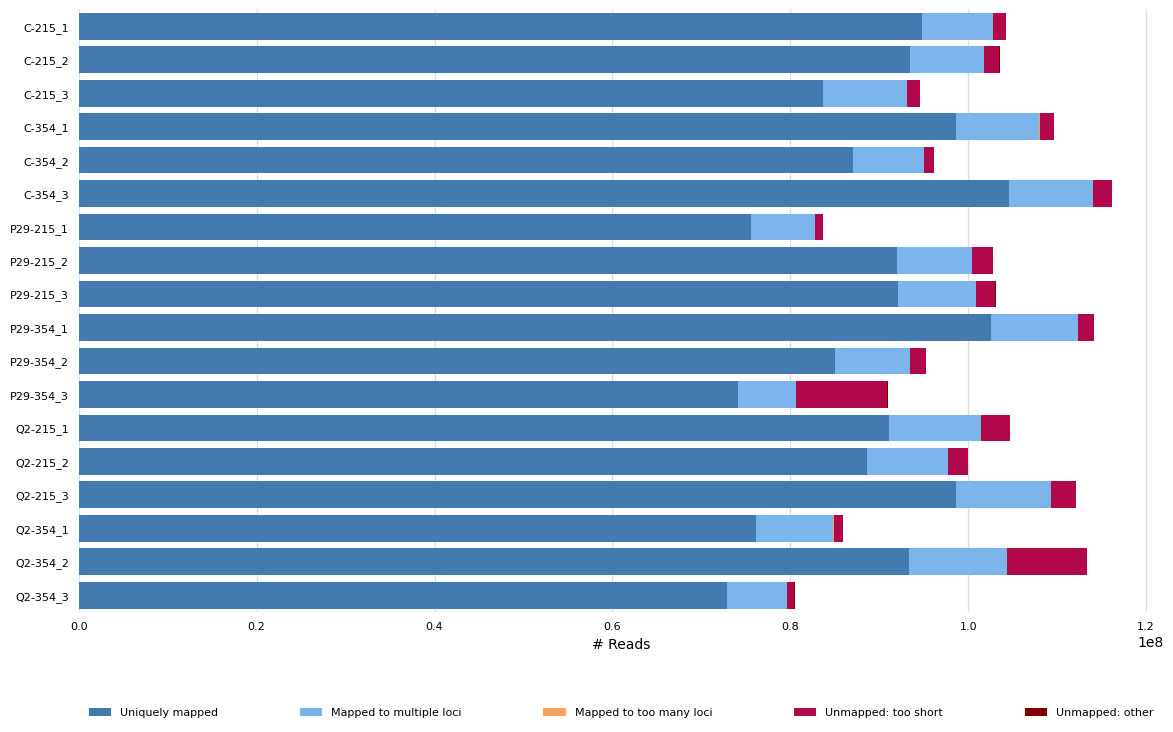 C-215_1
C-215_2
C-215_3
C-354_1
C-354_2
C-354_3
P29-215_1
P29-215_2
P29-215_3
P29-354_1
P29-354_2
P29-354_3
Q2-215_1
Q2-215_2
Q2-215_3
Q2-354_1
Q2-354_2
Q2-354_3
0.0 0.2 0.4 0.6 0.8 1.0 1.2
# Reads 1e8
Uniquely mapped Mapped to multiple loci Mapped to too many loci Unmapped: too short Unmapped: other